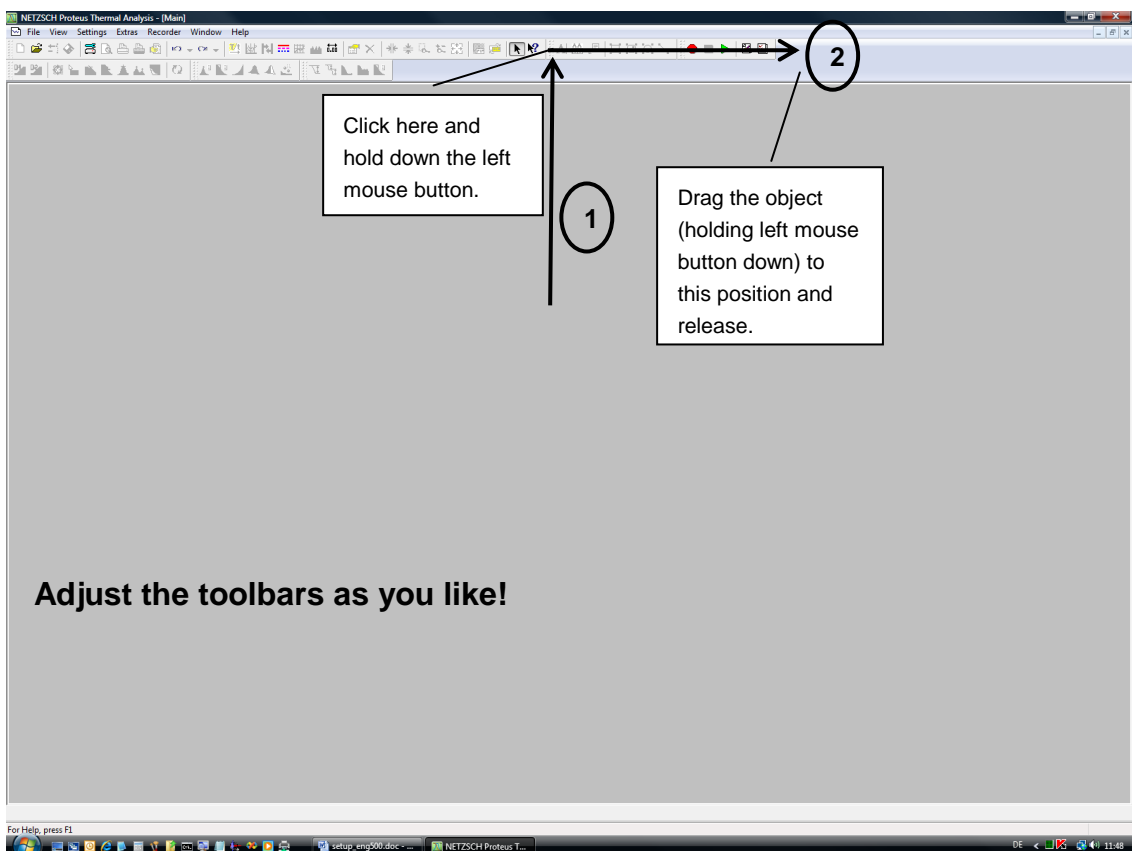 NETZSCH Proteus Thermal Analysis - [Main]
File View Settings Extras Recorder Window Help
2
Click here and
hold down the left
mouse button.
1
Drag the object
(holding left mouse
button down) to
this position and
release.
Adjust the toolbars as you like!
For Help, press F1
setup_eng500.doc - ...
NETZSCH Proteus T...
DE
11:48